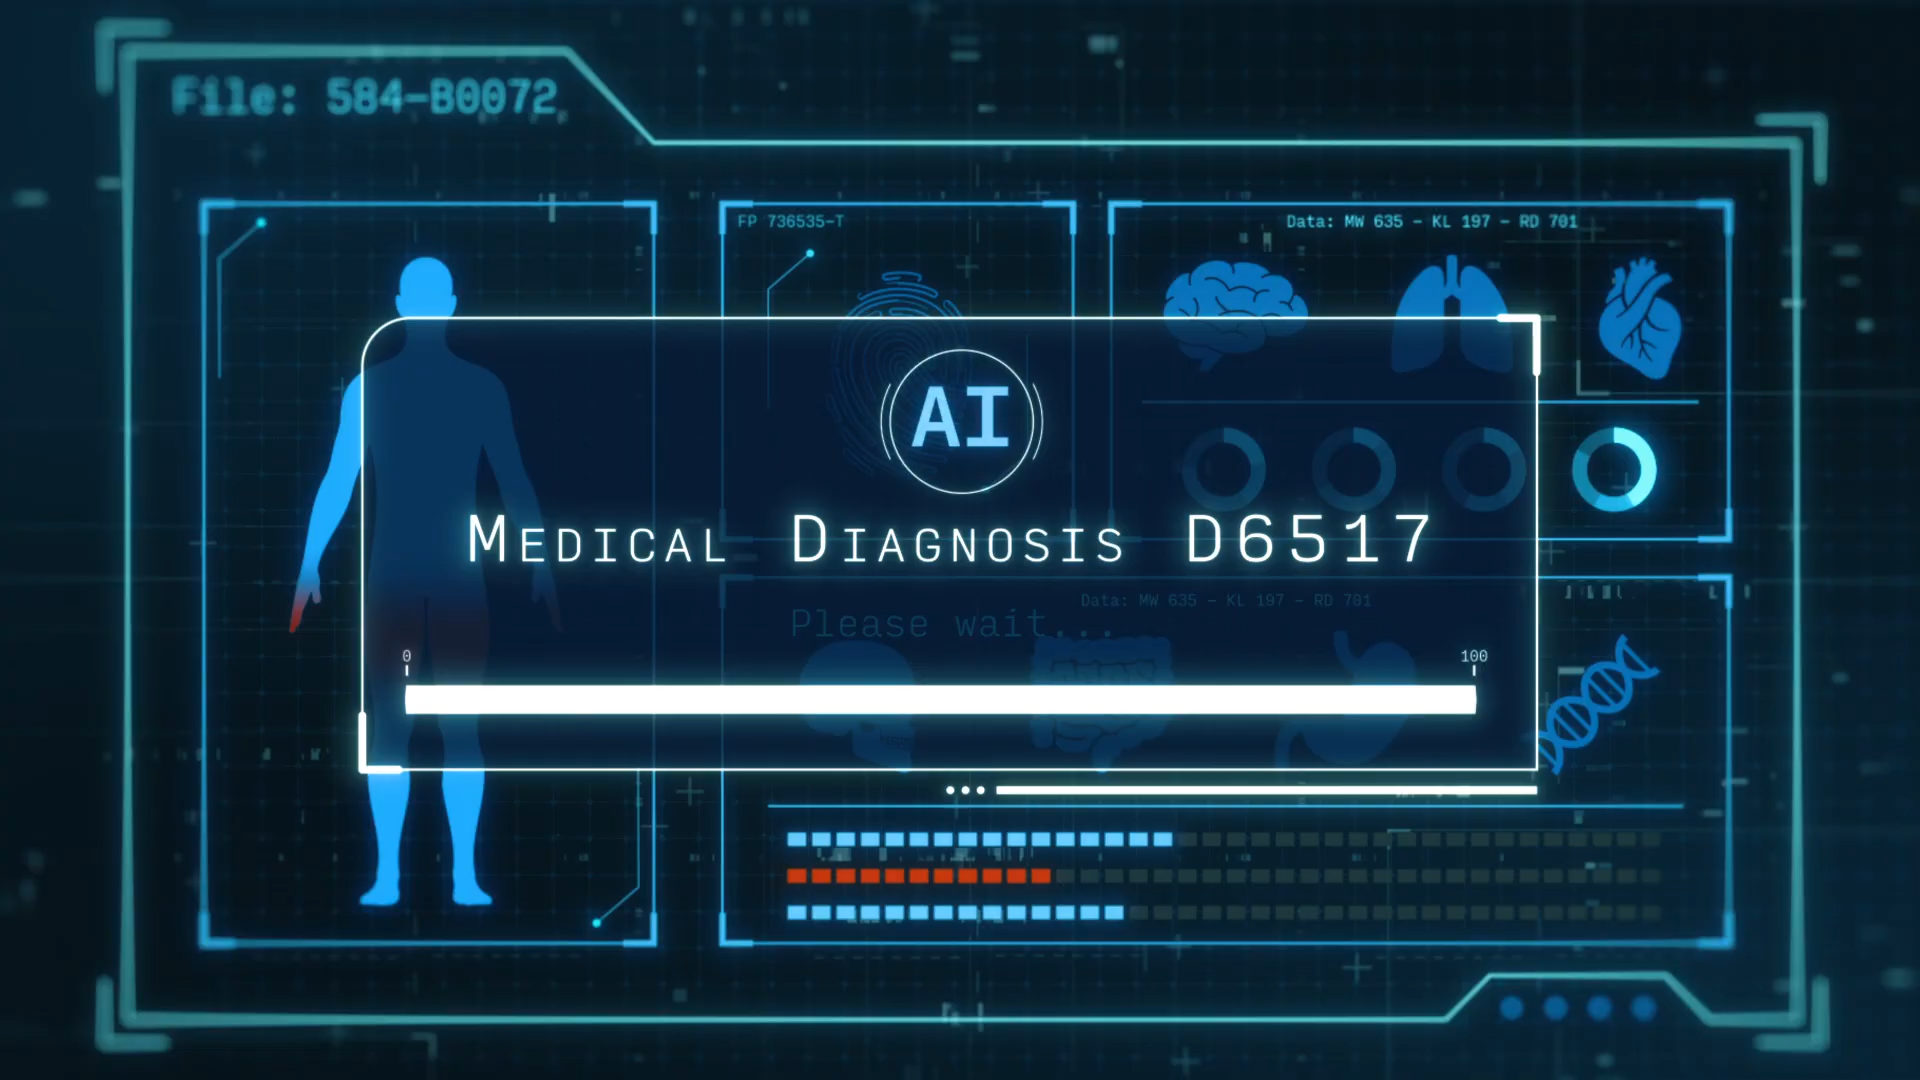 File: 584-B0072
FP 736535-T
Data: MW 635 - KL 197 - RD 701
AI
Medical Diagnosis D6517
Data: MW 635 - KL 197 - RD 701
Please wait...
0
100